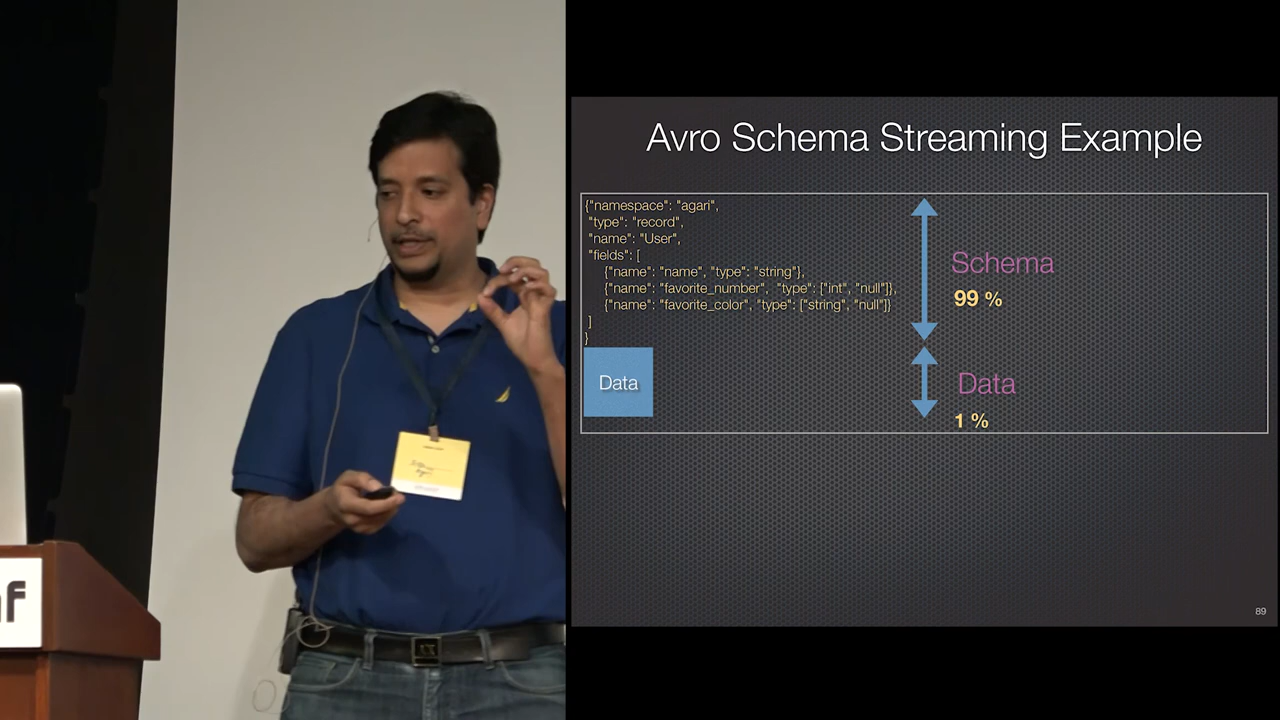 Avro Schema Streaming Example
{"namespace": "agari",
"type": "record",
"name": "User",
"fields": [
{"name": "name", "type": "string"},
{"name": "favorite_number", "type": ["int", "null"]},
{"name": "favorite_color", "type": ["string", "null"]}
]
}
Schema
99 %
Data
Data
1 %
89